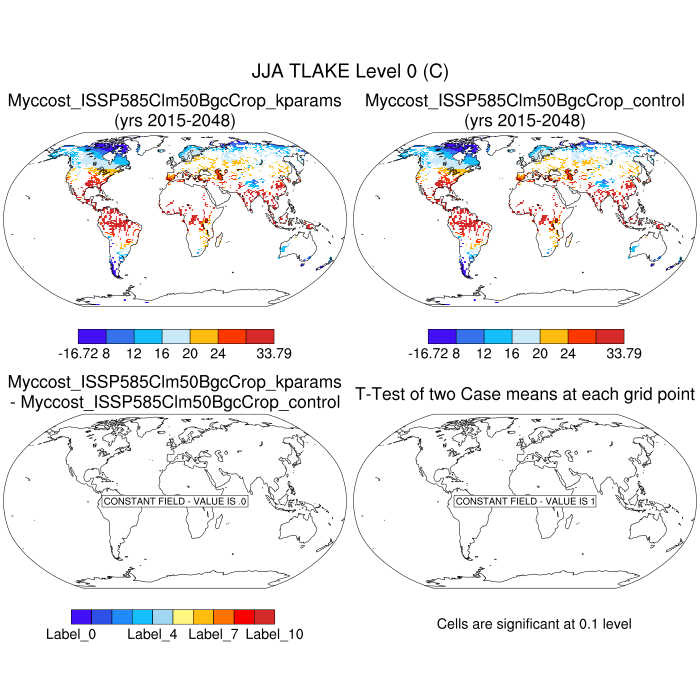 JJA TLAKE Level 0 (C)
Myccost_ISSP585Clm50BgcCrop_kparams
(yrs 2015-2048)
Myccost_ISSP585Clm50BgcCrop_control
(yrs 2015-2048)
-16.72 8 12 16 20 24 33.79
-16.72 8 12 16 20 24 33.79
Myccost_ISSP585Clm50BgcCrop_kparams
- Myccost_ISSP585Clm50BgcCrop_control
T-Test of two Case means at each grid point
CONSTANT FIELD - VALUE IS .0
CONSTANT FIELD - VALUE IS 1
Label_0 Label_4 Label_7 Label_10
Cells are significant at 0.1 level